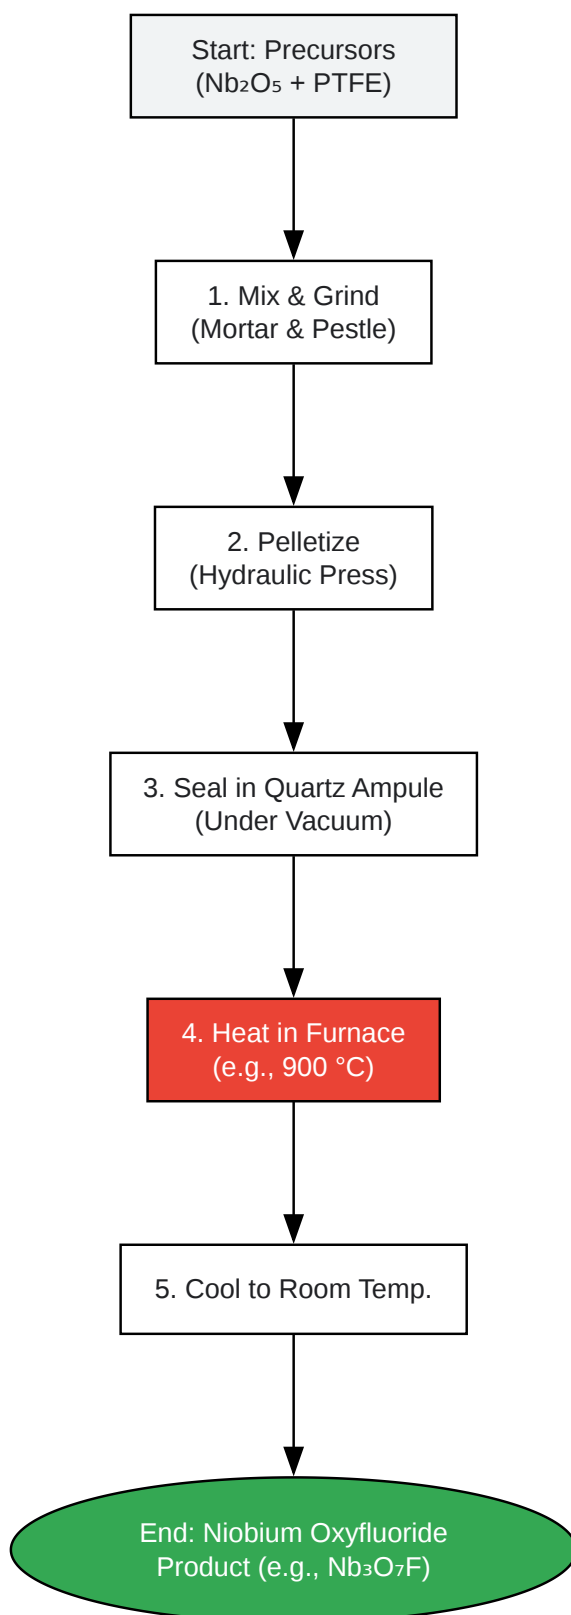 Start: Precursors
(Nb₂O₅ + PTFE)
1. Mix & Grind
(Mortar & Pestle)
2. Pelletize
(Hydraulic Press)
3. Seal in Quartz Ampule
(Under Vacuum)
4. Heat in Furnace
(e.g., 900 °C)
5. Cool to Room Temp.
End: Niobium Oxyfluoride
Product (e.g., Nb₃O₇F)